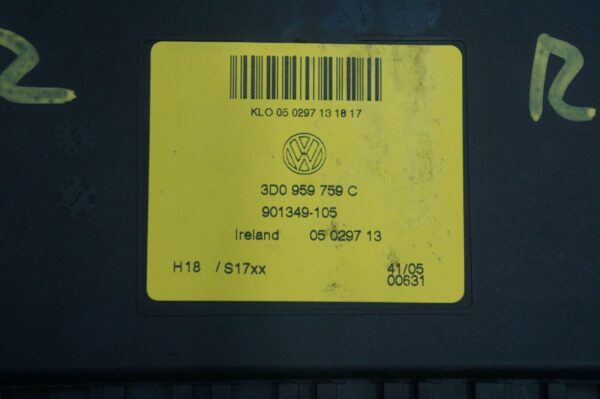 KLO 05 0297 13 18 17
VW
3D0 959 759 C
901349-105
Ireland 05 0297 13
H18 / S17xx 41/05
00631
R